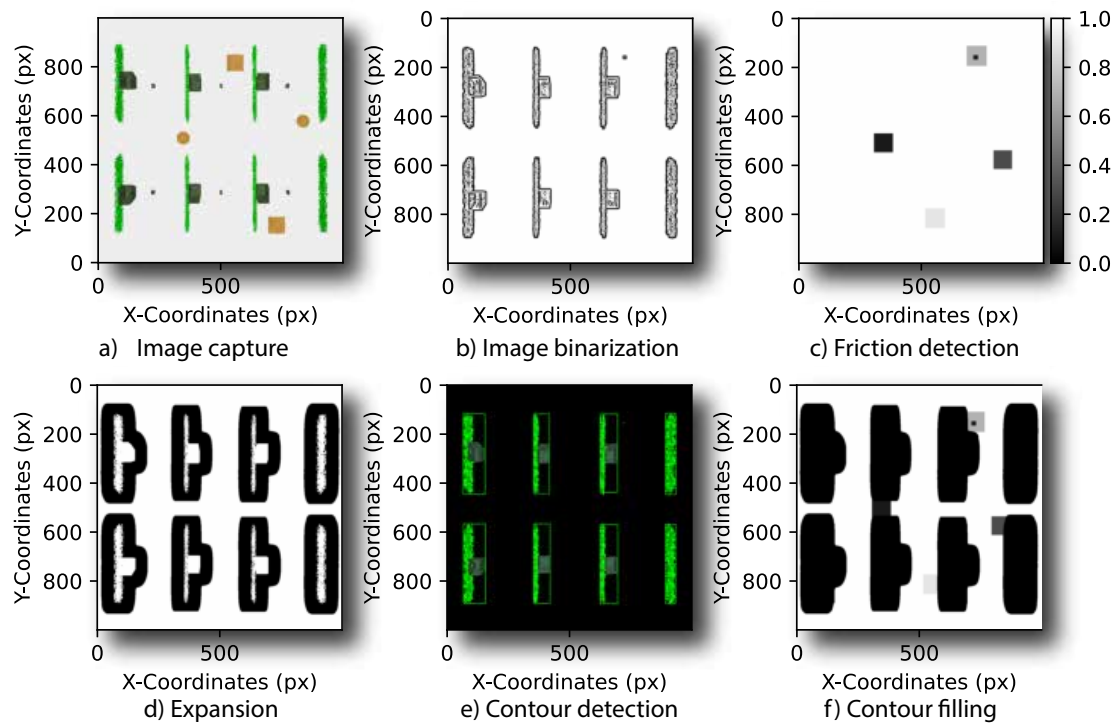 800
600
400
200
0
0
500
Y-Coordinates (px)
X-Coordinates (px)
a) Image capture
0
200
400
600
800
0
500
Y-Coordinates (px)
X-Coordinates (px)
b) Image binarization
0
200
400
600
800
0
500
Y-Coordinates (px)
X-Coordinates (px)
c) Friction detection
1.0
0.8
0.6
0.4
0.2
0.0
0
200
400
600
800
0
500
Y-Coordinates (px)
X-Coordinates (px)
d) Expansion
0
200
400
600
800
0
500
Y-Coordinates (px)
X-Coordinates (px)
e) Contour detection
0
200
400
600
800
0
500
Y-Coordinates (px)
X-Coordinates (px)
f) Contour filling